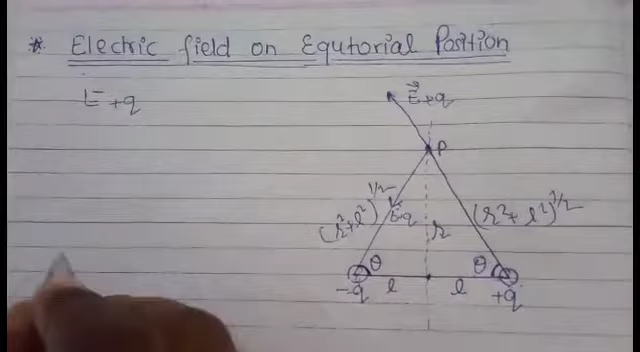 * Electric field on Equtorial Position
E+q
E⃗+q
P
(r²+l²)^1/2
E-q
r
(r²+l²)^1/2
θ
θ
-q
l
l
+q